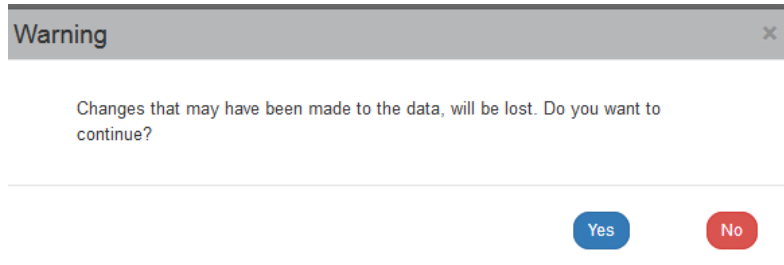 Warning
Changes that may have been made to the data, will be lost. Do you want to
continue?
Yes
No